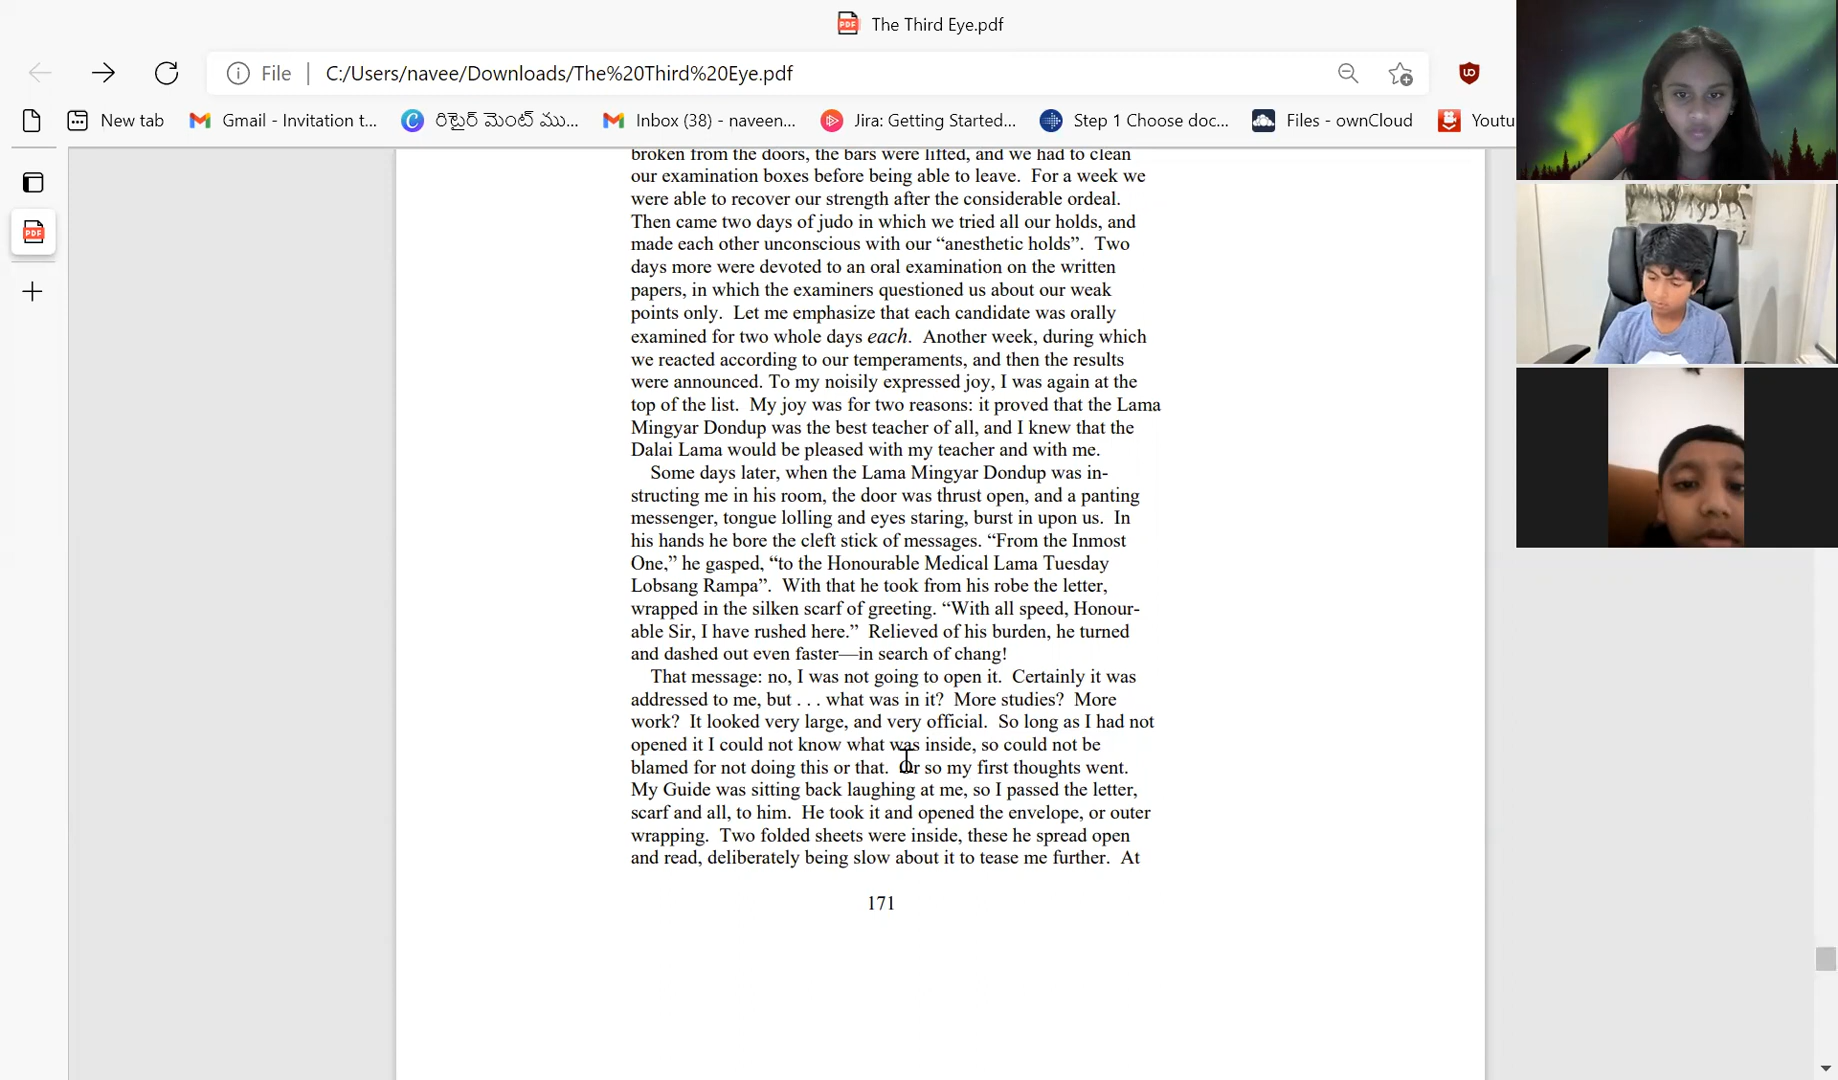 The Third Eye.pdf
File
C:/Users/navee/Downloads/The%20Third%20Eye.pdf
New tab
Gmail - Invitation t...
రిటైర్ మెంట్ ము...
Inbox (38) - naveen...
Jira: Getting Started...
Step 1 Choose doc...
Files - ownCloud
Youtu
broken from the doors, the bars were lifted, and we had to clean
our examination boxes before being able to leave. For a week we
were able to recover our strength after the considerable ordeal.
Then came two days of judo in which we tried all our holds, and
made each other unconscious with our “anesthetic holds”. Two
days more were devoted to an oral examination on the written
papers, in which the examiners questioned us about our weak
points only. Let me emphasize that each candidate was orally
examined for two whole days each. Another week, during which
we reacted according to our temperaments, and then the results
were announced. To my noisily expressed joy, I was again at the
top of the list. My joy was for two reasons: it proved that the Lama
Mingyar Dondup was the best teacher of all, and I knew that the
Dalai Lama would be pleased with my teacher and with me.
Some days later, when the Lama Mingyar Dondup was in-
structing me in his room, the door was thrust open, and a panting
messenger, tongue lolling and eyes staring, burst in upon us. In
his hands he bore the cleft stick of messages. “From the Inmost
One,” he gasped, “to the Honourable Medical Lama Tuesday
Lobsang Rampa”. With that he took from his robe the letter,
wrapped in the silken scarf of greeting. “With all speed, Honour-
able Sir, I have rushed here.” Relieved of his burden, he turned
and dashed out even faster—in search of chang!
That message: no, I was not going to open it. Certainly it was
addressed to me, but . . . what was in it? More studies? More
work? It looked very large, and very official. So long as I had not
opened it I could not know what was inside, so could not be
blamed for not doing this or that. Or so my first thoughts went.
My Guide was sitting back laughing at me, so I passed the letter,
scarf and all, to him. He took it and opened the envelope, or outer
wrapping. Two folded sheets were inside, these he spread open
and read, deliberately being slow about it to tease me further. At
171